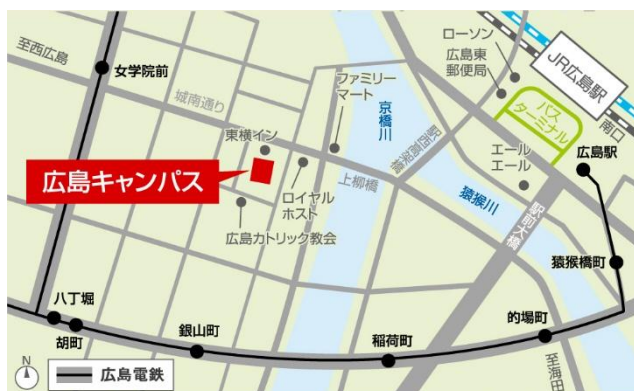 至西広島
女学院前
城南通り
ファミリー
マート
京橋川
駅西高架橋
ローソン
広島東
郵便局
JR広島駅
バス
ターミナル
南口
広島駅
エール
エール
東横イン
広島キャンパス
ロイヤル
ホスト
上柳橋
広島カトリック教会
猿猴川
駅前大橋
猿猴橋町
八丁堀
胡町
銀山町
稲荷町
的場町
至海田
N
広島電鉄